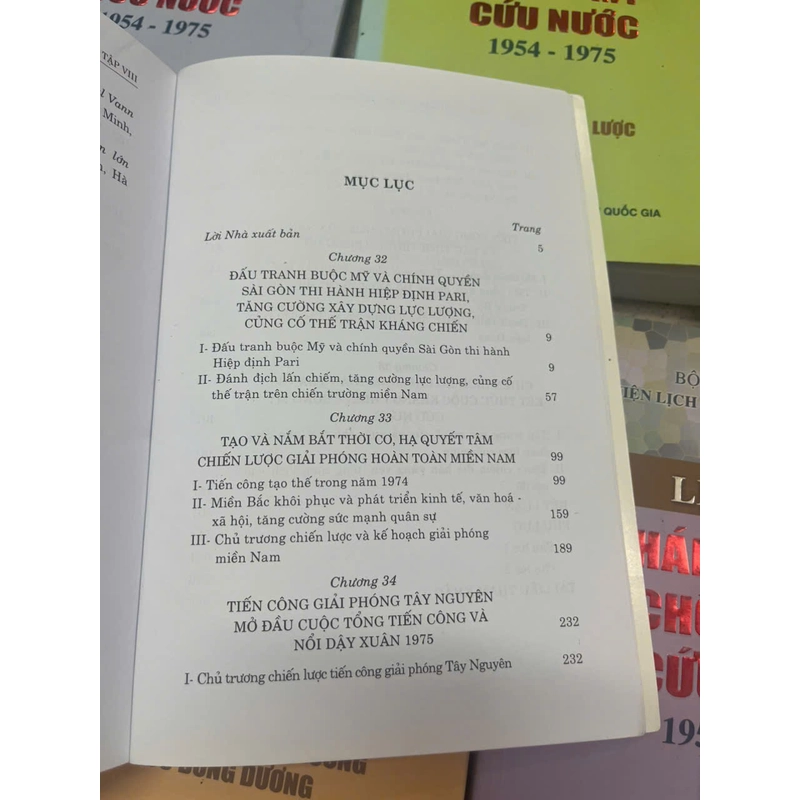 NƯỚC
1954 - 1975
CỨU NƯỚC
1954 - 1975
LƯỢC
QUỐC GIA
TẬP VIII
Vann
Minh,
lớn
Hà
MỤC LỤC
Trang
Lời Nhà xuất bản 5
Chương 32
ĐẤU TRANH BUỘC MỸ VÀ CHÍNH QUYỀN
SÀI GÒN THI HÀNH HIỆP ĐỊNH PARI,
TĂNG CƯỜNG XÂY DỰNG LỰC LƯỢNG,
CỦNG CỐ THẾ TRẬN KHÁNG CHIẾN 9
I- Đấu tranh buộc Mỹ và chính quyền Sài Gòn thi hành
Hiệp định Pari 9
II- Đánh địch lấn chiếm, tăng cường lực lượng, củng cố
thế trận trên chiến trường miền Nam 57
Chương 33
TẠO VÀ NẮM BẮT THỜI CƠ, HẠ QUYẾT TÂM
CHIẾN LƯỢC GIẢI PHÓNG HOÀN TOÀN MIỀN NAM 99
I- Tiến công tạo thế trong năm 1974 99
II- Miền Bắc khôi phục và phát triển kinh tế, văn hoá -
xã hội, tăng cường sức mạnh quân sự 159
III- Chủ trương chiến lược và kế hoạch giải phóng
miền Nam 189
Chương 34
TIẾN CÔNG GIẢI PHÓNG TÂY NGUYÊN
MỞ ĐẦU CUỘC TỔNG TIẾN CÔNG VÀ
NỔI DẬY XUÂN 1975 232
I- Chủ trương chiến lược tiến công giải phóng Tây Nguyên 232
BỘ
VIỆN LỊCH
CỨU
195
ĐÔNG DƯƠNG